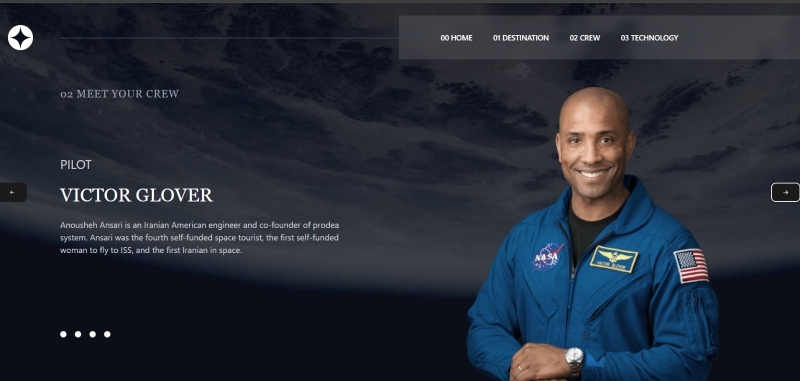 00 HOME 01 DESTINATION 02 CREW 03 TECHNOLOGY
02 MEET YOUR CREW
PILOT
VICTOR GLOVER
Anousheh Ansari is an Iranian American engineer and co-founder of prodea
system. Ansari was the fourth self-funded space tourist, the first self-funded
woman to fly to ISS, and the first Iranian in space.
NASA
VICTOR GLOVER